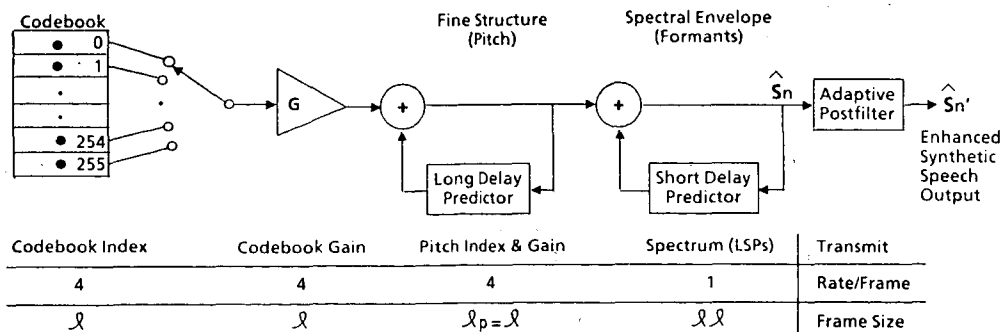 Codebook
0
1
254
255
G
+
Fine Structure
(Pitch)
Long Delay
Predictor
+
Spectral Envelope
(Formants)
Short Delay
Predictor
Ŝn
Adaptive
Postfilter
Ŝn'
Enhanced
Synthetic
Speech
Output
Codebook Index Codebook Gain Pitch Index & Gain Spectrum (LSPs) Transmit
4 4 4 1 Rate/Frame
ℓ ℓ ℓp = ℓ ℓℓ Frame Size